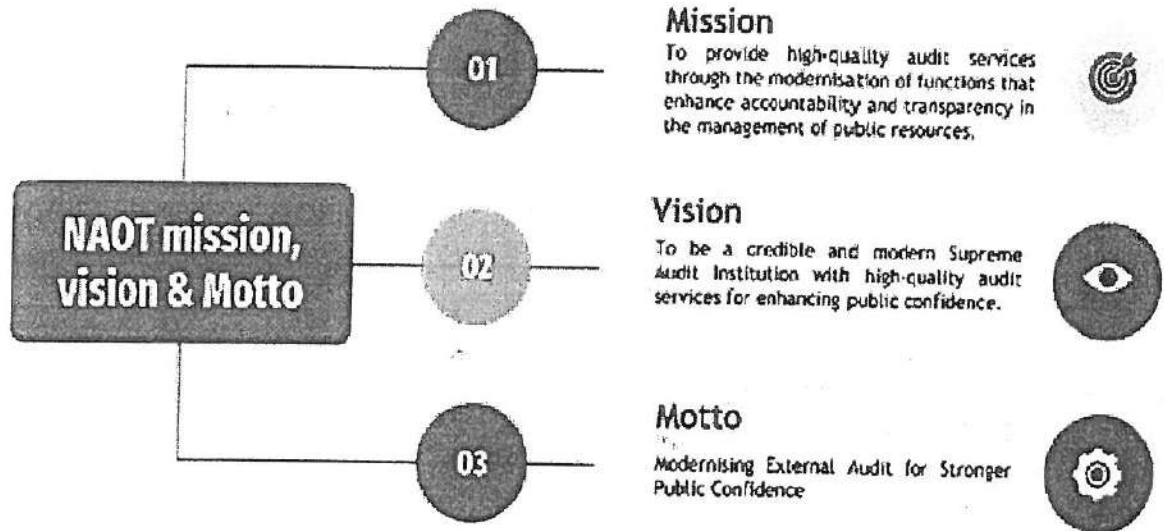 NAOT mission,
vision & Motto
01
Mission
To provide high-quality audit services
through the modernisation of functions that
enhance accountability and transparency in
the management of public resources.
02
Vision
To be a credible and modern Supreme
Audit Institution with high-quality audit
services for enhancing public confidence.
03
Motto
Modernising External Audit for Stronger
Public Confidence